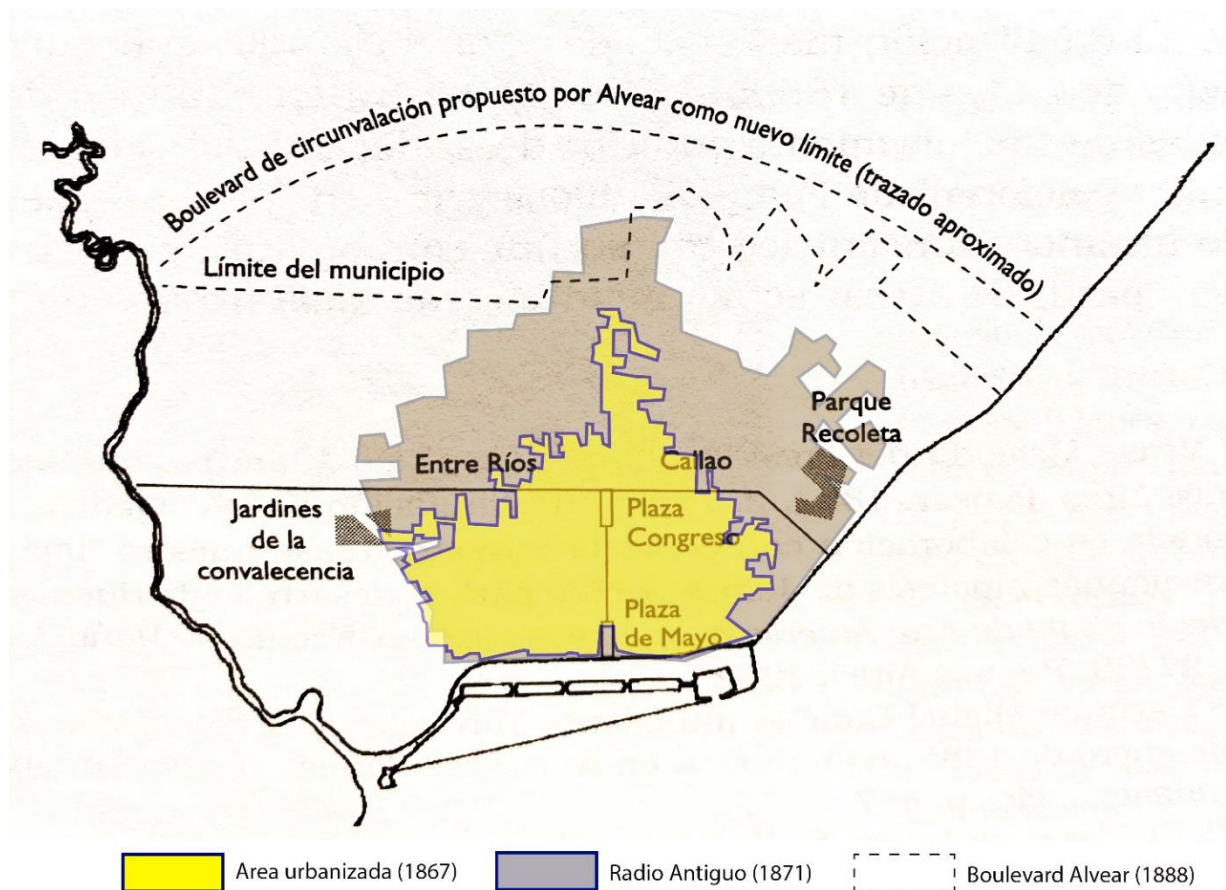 Boulevard de circunvalación propuesto por Alvear como nuevo límite (trazado aproximado)
Límite del municipio
Parque
Recoleta
Entre Ríos
Callao
Jardines
de la
convalecencia
Plaza
Congreso
Plaza
de Mayo
Area urbanizada (1867)
Radio Antiguo (1871)
Boulevard Alvear (1888)